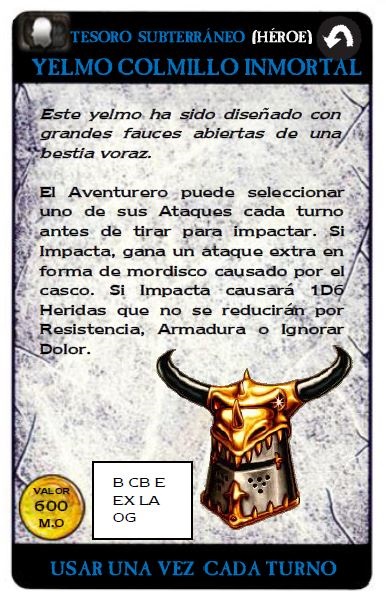 TESORO SUBTERRÁNEO (HÉROE)
YELMO COLMILLO INMORTAL
Este yelmo ha sido diseñado con
grandes fauces abiertas de una
bestia voraz.
El Aventurero puede seleccionar
uno de sus Ataques cada turno
antes de tirar para impactar. Si
Impacta, gana un ataque extra en
forma de mordisco causado por el
casco. Si Impacta causará 1D6
Heridas que no se reducirán por
Resistencia, Armadura o Ignorar
Dolor.
VALOR
600
M.O
B CB E
EX LA
OG
USAR UNA VEZ CADA TURNO